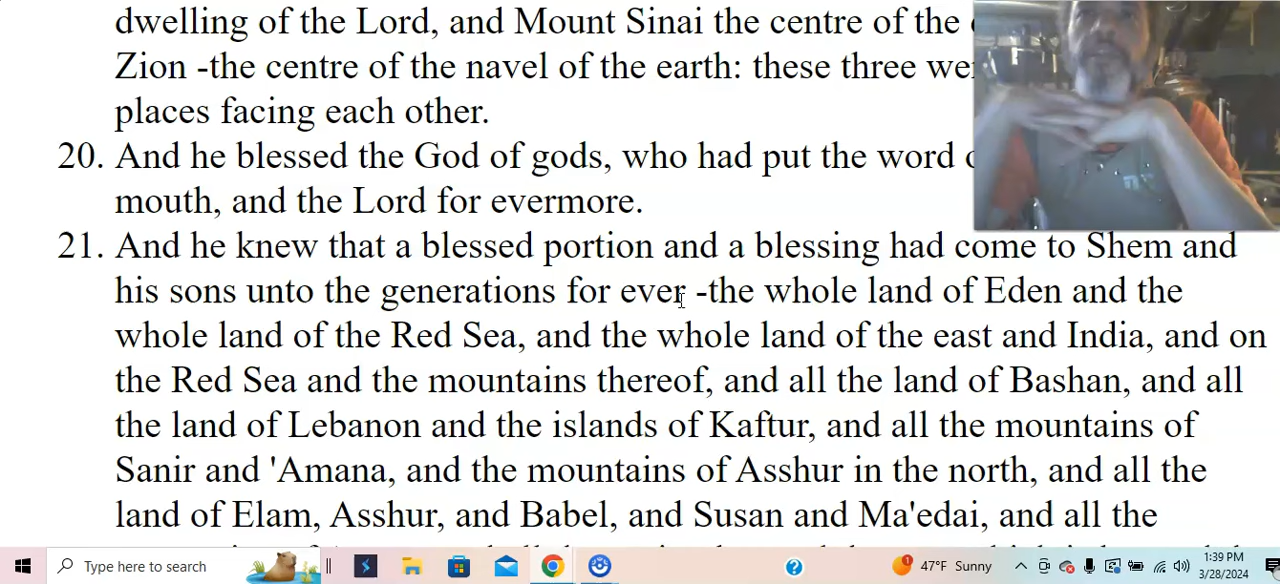 dwelling of the Lord, and Mount Sinai the centre of the
Zion -the centre of the navel of the earth: these three
places facing each other.
20. And he blessed the God of gods, who had put the word
mouth, and the Lord for evermore.
21. And he knew that a blessed portion and a blessing had come to Shem and
his sons unto the generations for ever -the whole land of Eden and the
whole land of the Red Sea, and the whole land of the east and India, and on
the Red Sea and the mountains thereof, and all the land of Bashan, and all
the land of Lebanon and the islands of Kaftur, and all the mountains of
Sanir and 'Amana, and the mountains of Asshur in the north, and all the
land of Elam, Asshur, and Babel, and Susan and Ma'edai, and all the
Type here to search
1
47°F Sunny
1:39 PM
3/28/2024